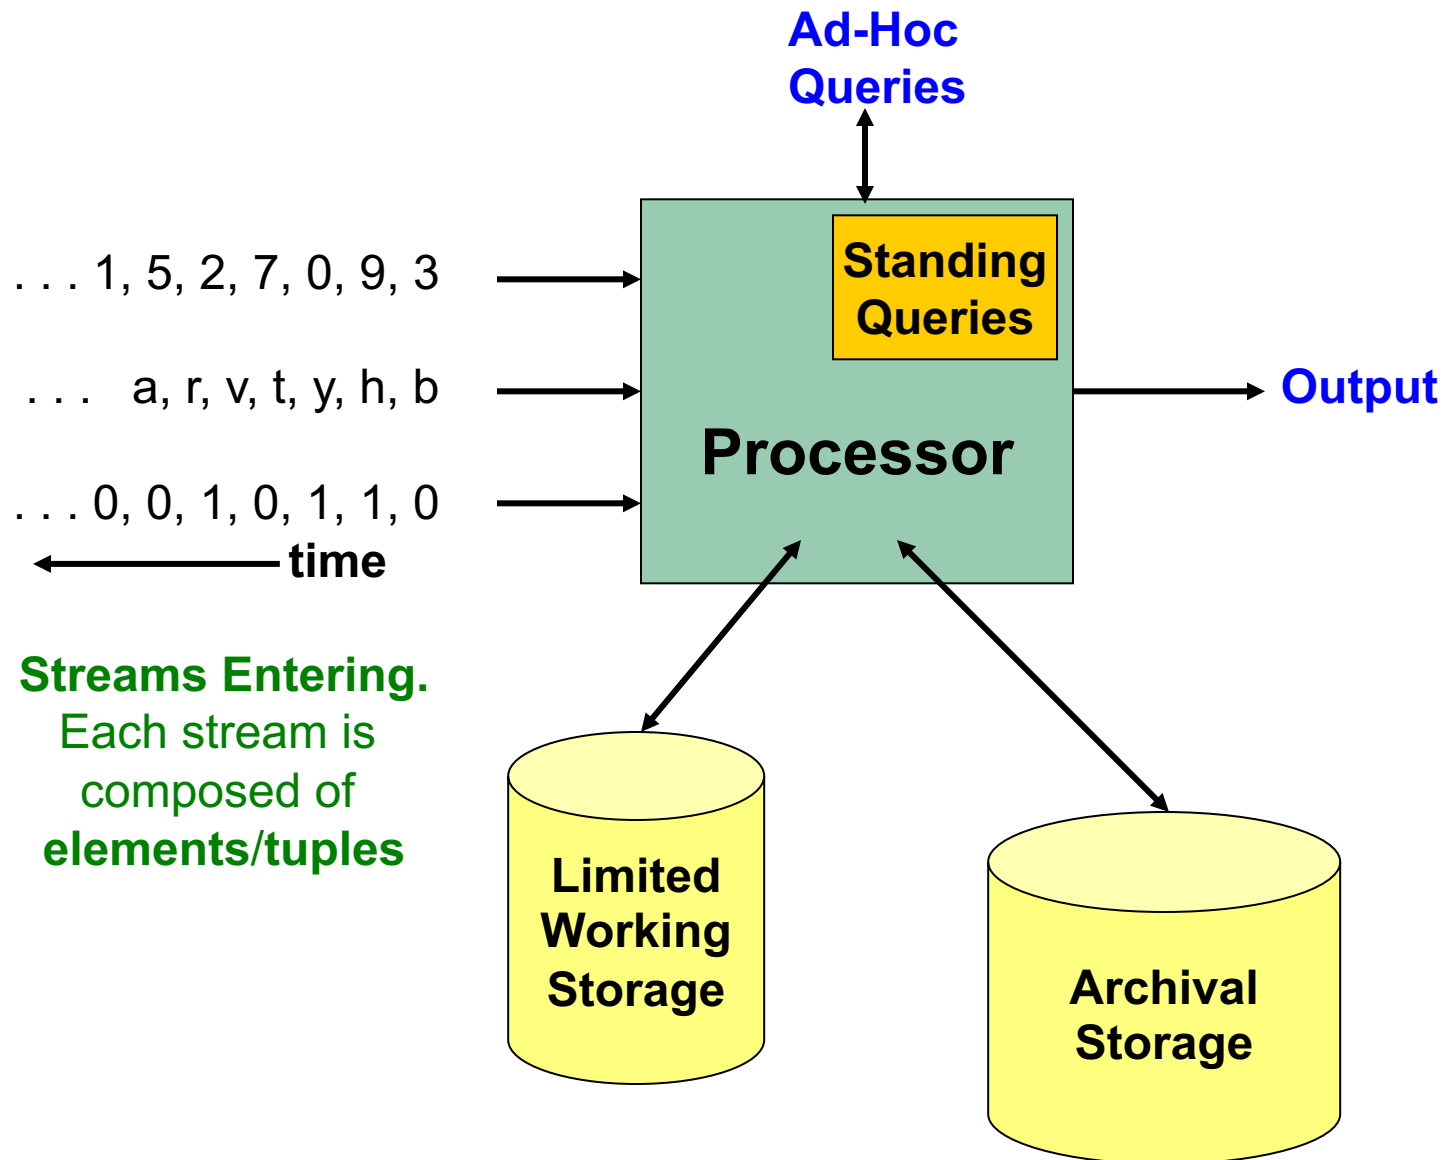 Ad-Hoc
Queries
. . . 1, 5, 2, 7, 0, 9, 3
. . . a, r, v, t, y, h, b
. . . 0, 0, 1, 0, 1, 1, 0
time
Streams Entering.
Each stream is
composed of
elements/tuples
Standing
Queries
Processor
Output
Limited
Working
Storage
Archival
Storage